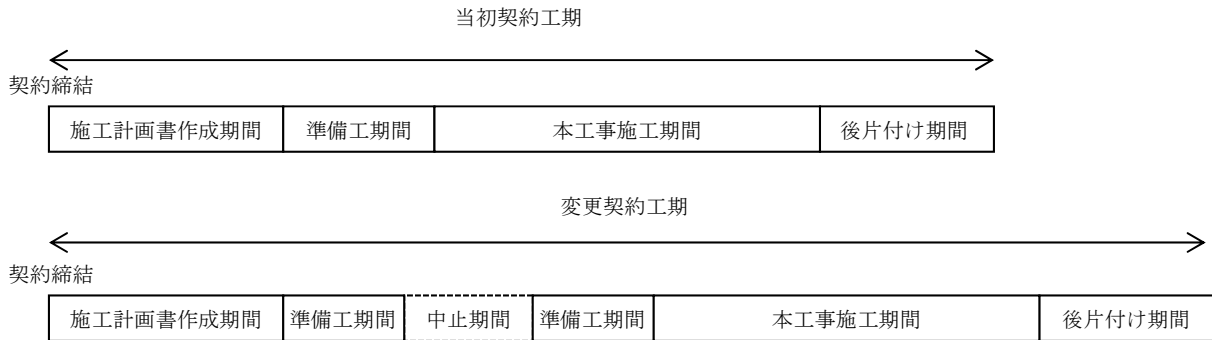 当初契約工期
契約締結
施工計画書作成期間 準備工期間 本工事施工期間 後片付け期間
変更契約工期
契約締結
施工計画書作成期間 準備工期間 中止期間 準備工期間 本工事施工期間 後片付け期間